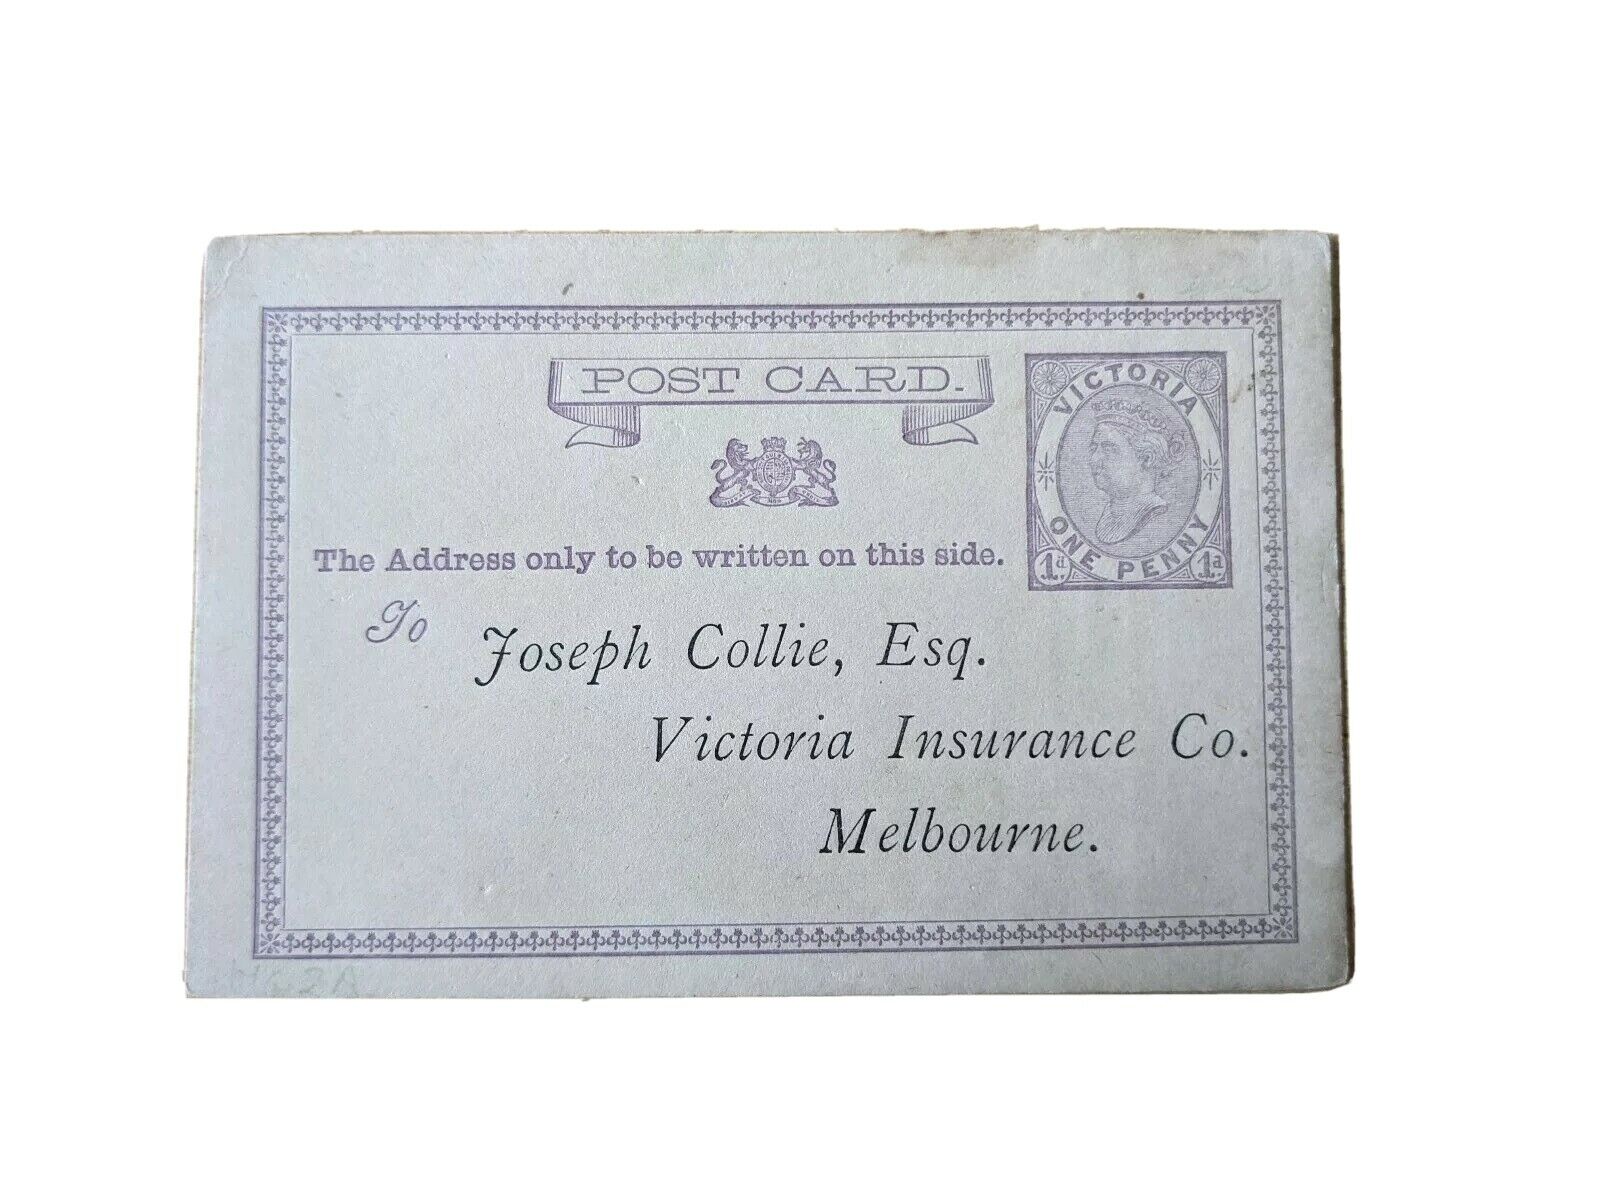 POST CARD.
VICTORIA
ONE PENNY
1d. 1d
The Address only to be written on this side.
To Joseph Collie, Esq.
Victoria Insurance Co.
Melbourne.